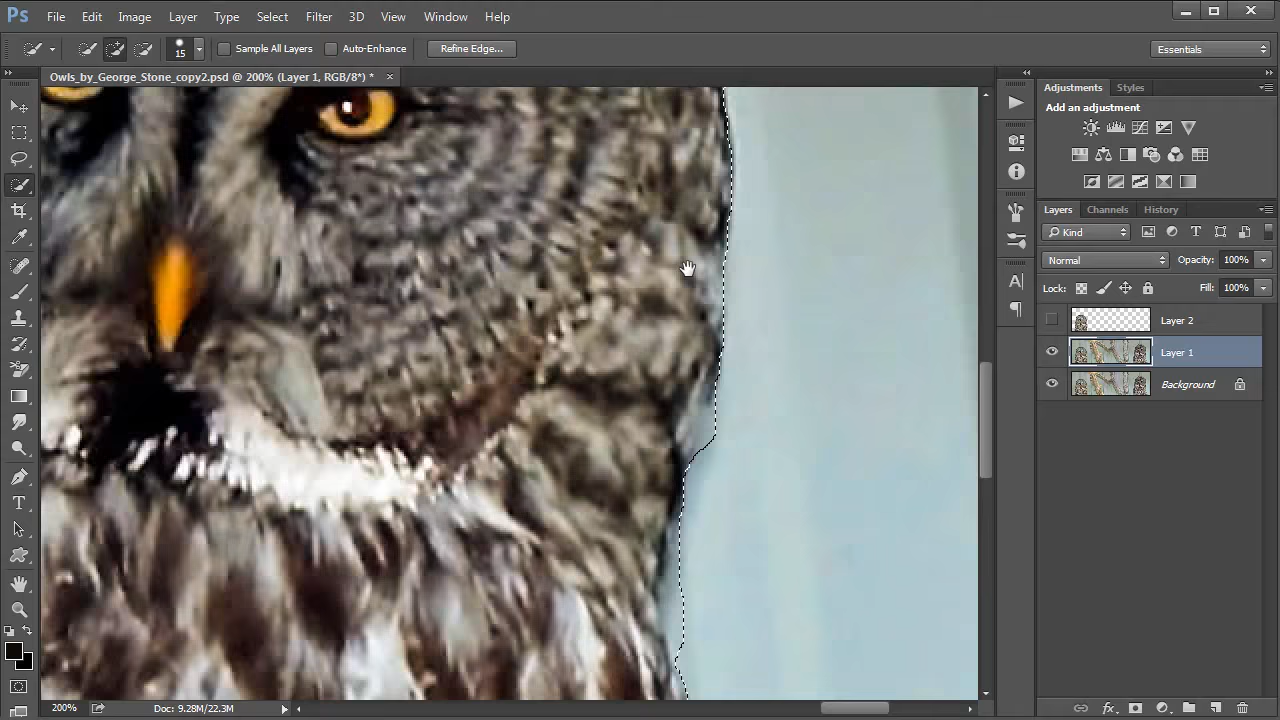 Ps File Edit Image Layer Type Select Filter 3D View Window Help
15 Sample All Layers Auto-Enhance Refine Edge... Essentials
Owls_by_George_Stone_copy2.psd @ 200% (Layer 1, RGB/8*) *
Adjustments Styles
Add an adjustment
Layers Channels History
Kind
Normal Opacity: 100%
Lock: Fill: 100%
Layer 2
Layer 1
Background
200% Doc: 9.28M/22.3M